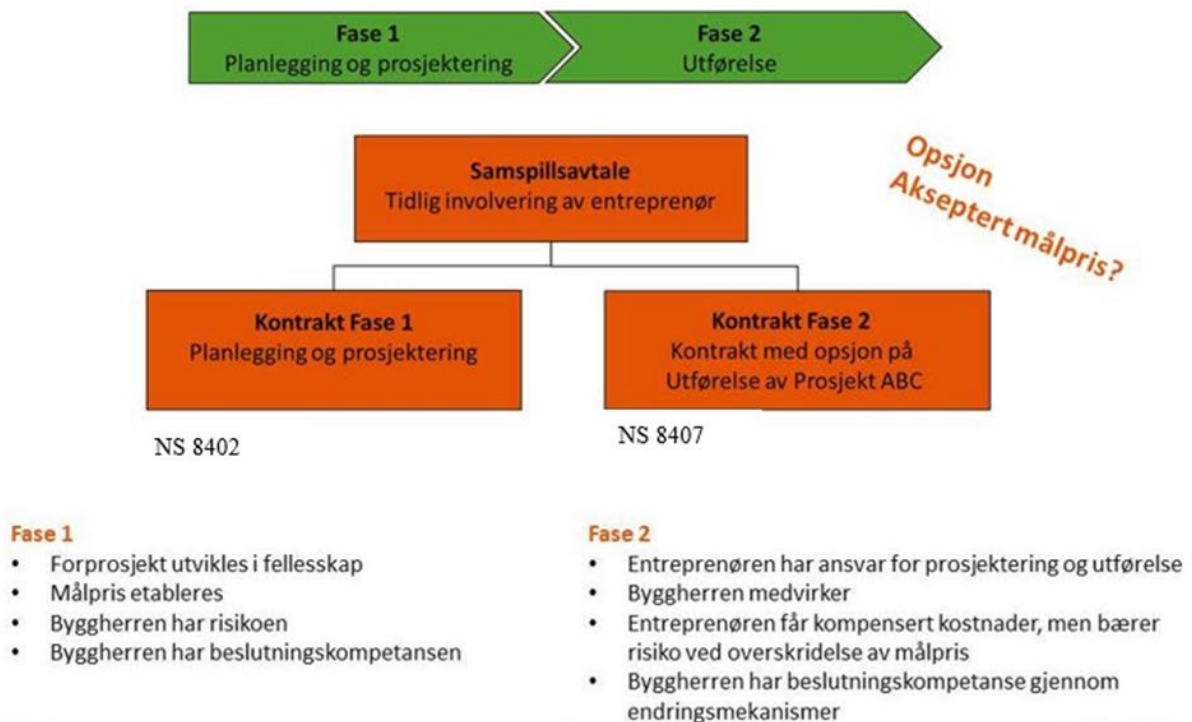 Fase 1
Planlegging og prosjektering
Fase 2
Utførelse
Samspillsavtale
Tidlig involvering av entreprenør
Opsjon
Akseptert målpris?
Kontrakt Fase 1
Planlegging og prosjektering
Kontrakt Fase 2
Kontrakt med opsjon på
Utførelse av Prosjekt ABC
NS 8402
NS 8407
Fase 1
• Forprosjekt utvikles i fellesskap
• Målpris etableres
• Byggherren har risikoen
• Byggherren har beslutningskompetansen
Fase 2
• Entreprenøren har ansvar for prosjektering og utførelse
• Byggherren medvirker
• Entreprenøren får kompensert kostnader, men bærer
risiko ved overskridelse av målpris
• Byggherren har beslutningskompetanse gjennom
endringsmekanismer